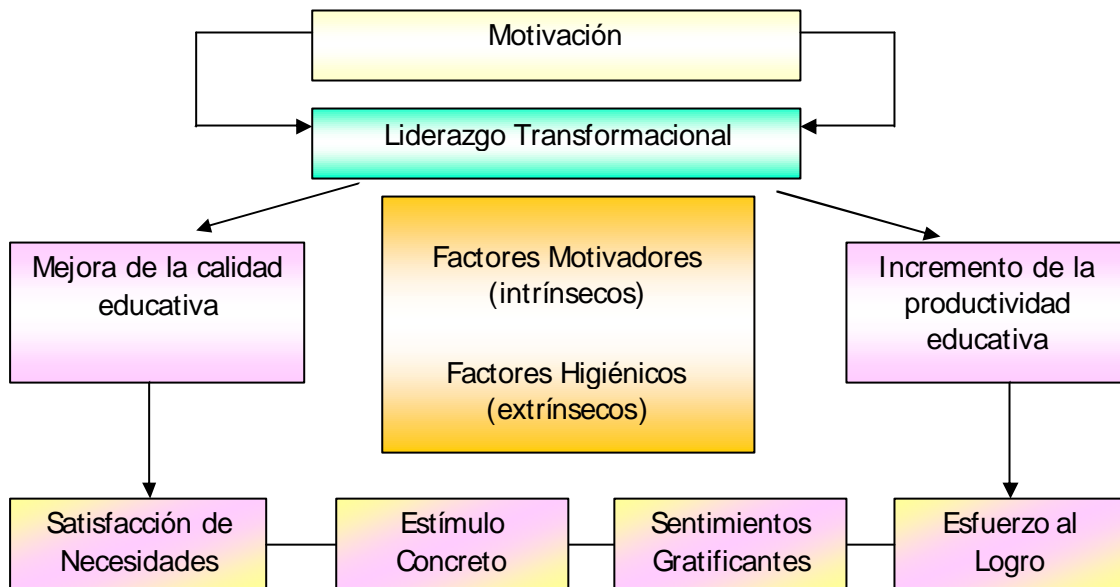 Motivación
Liderazgo Transformacional
Mejora de la calidad
educativa
Factores Motivadores
(intrínsecos)
Factores Higiénicos
(extrínsecos)
Incremento de la
productividad
educativa
Satisfacción de
Necesidades
Estímulo
Concreto
Sentimientos
Gratificantes
Esfuerzo al
Logro